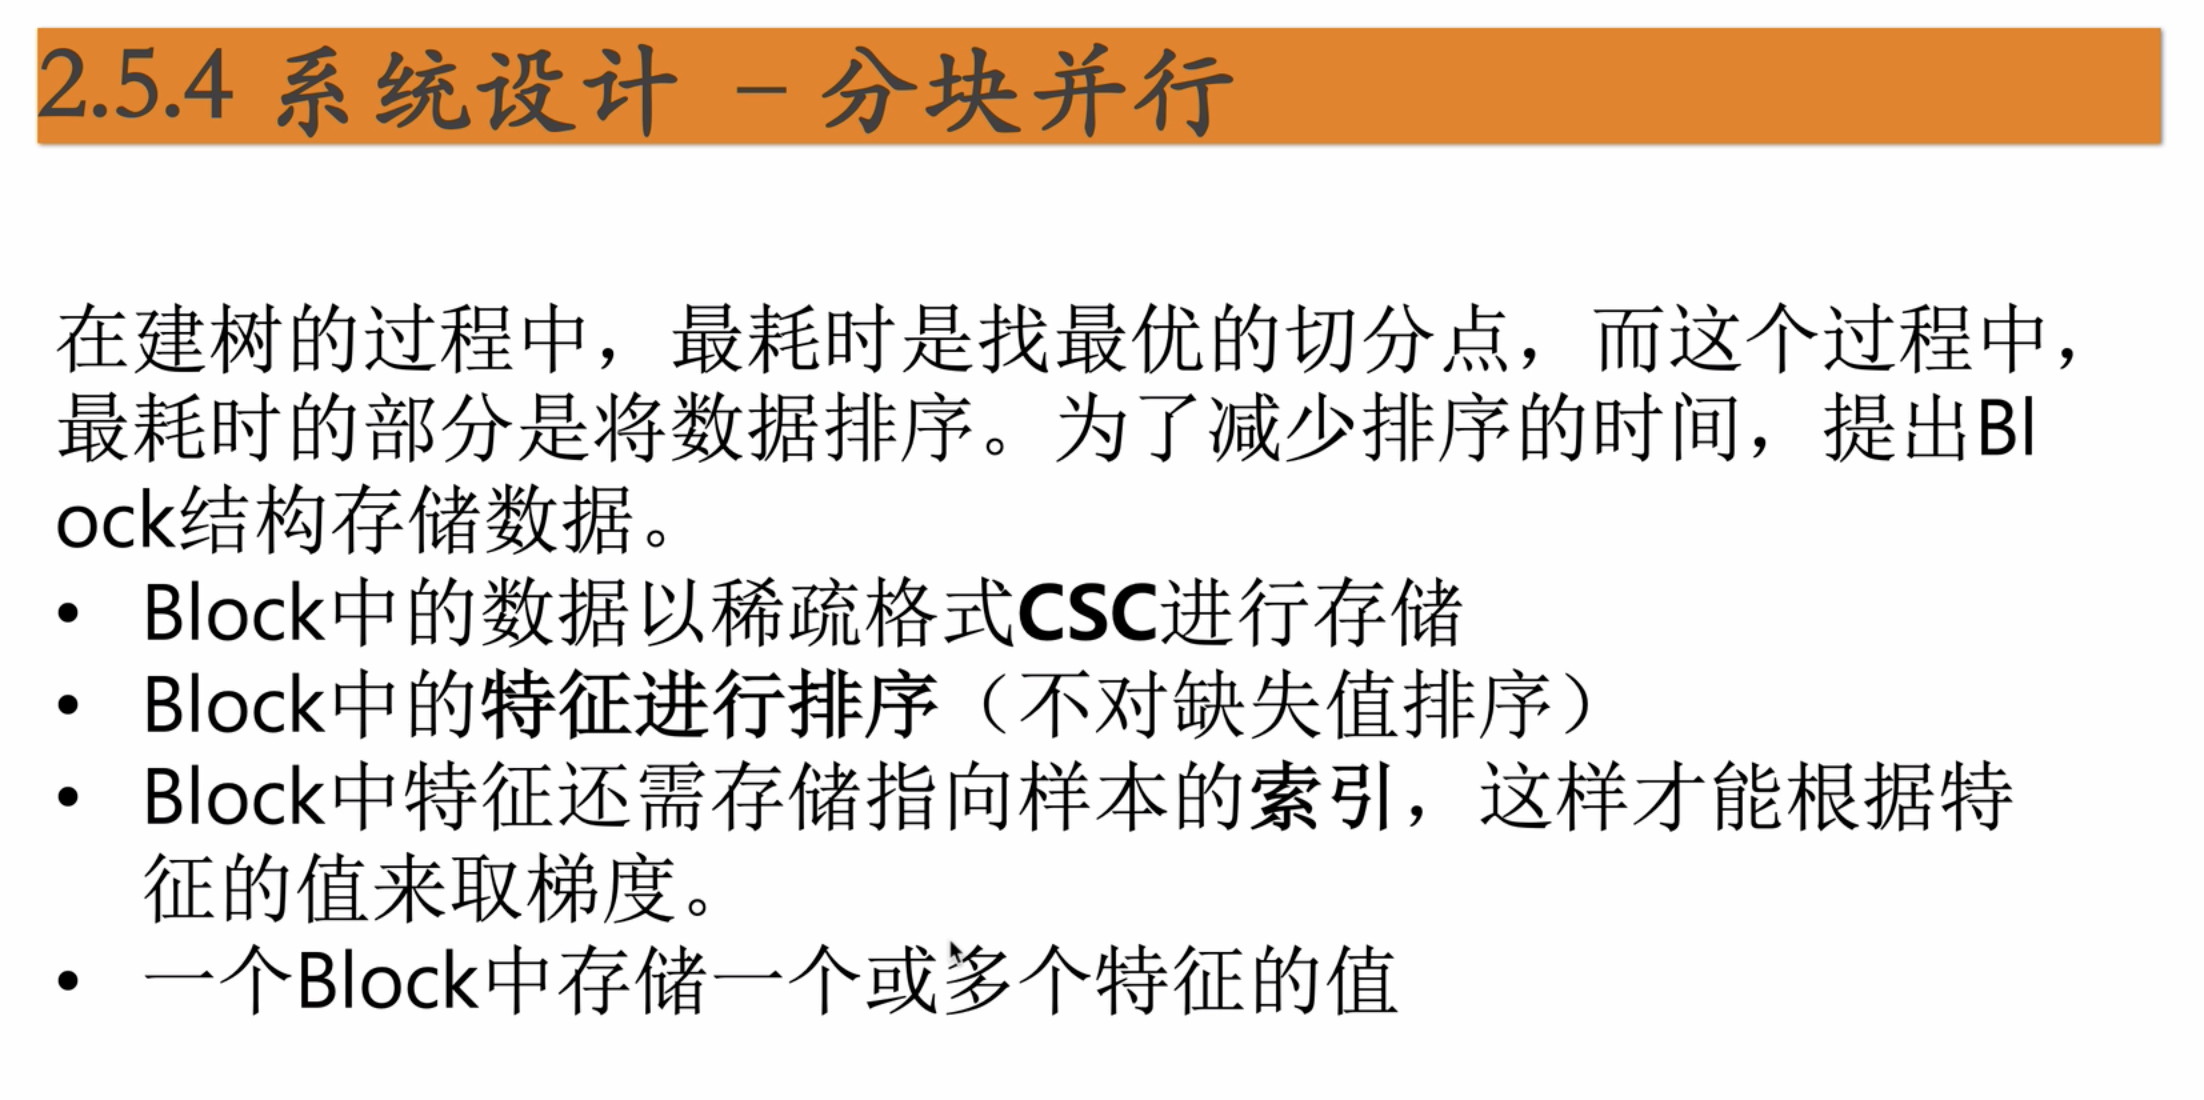 2.5.4 系统设计 – 分块并行
在建树的过程中，最耗时是找最优的切分点，而这个过程中，
最耗时的部分是将数据排序。为了减少排序的时间，提出Bl
ock结构存储数据。
• Block中的数据以稀疏格式CSC进行存储
• Block中的特征进行排序（不对缺失值排序）
• Block中特征还需存储指向样本的索引，这样才能根据特
征的值来取梯度。
• 一个Block中存储一个或多个特征的值